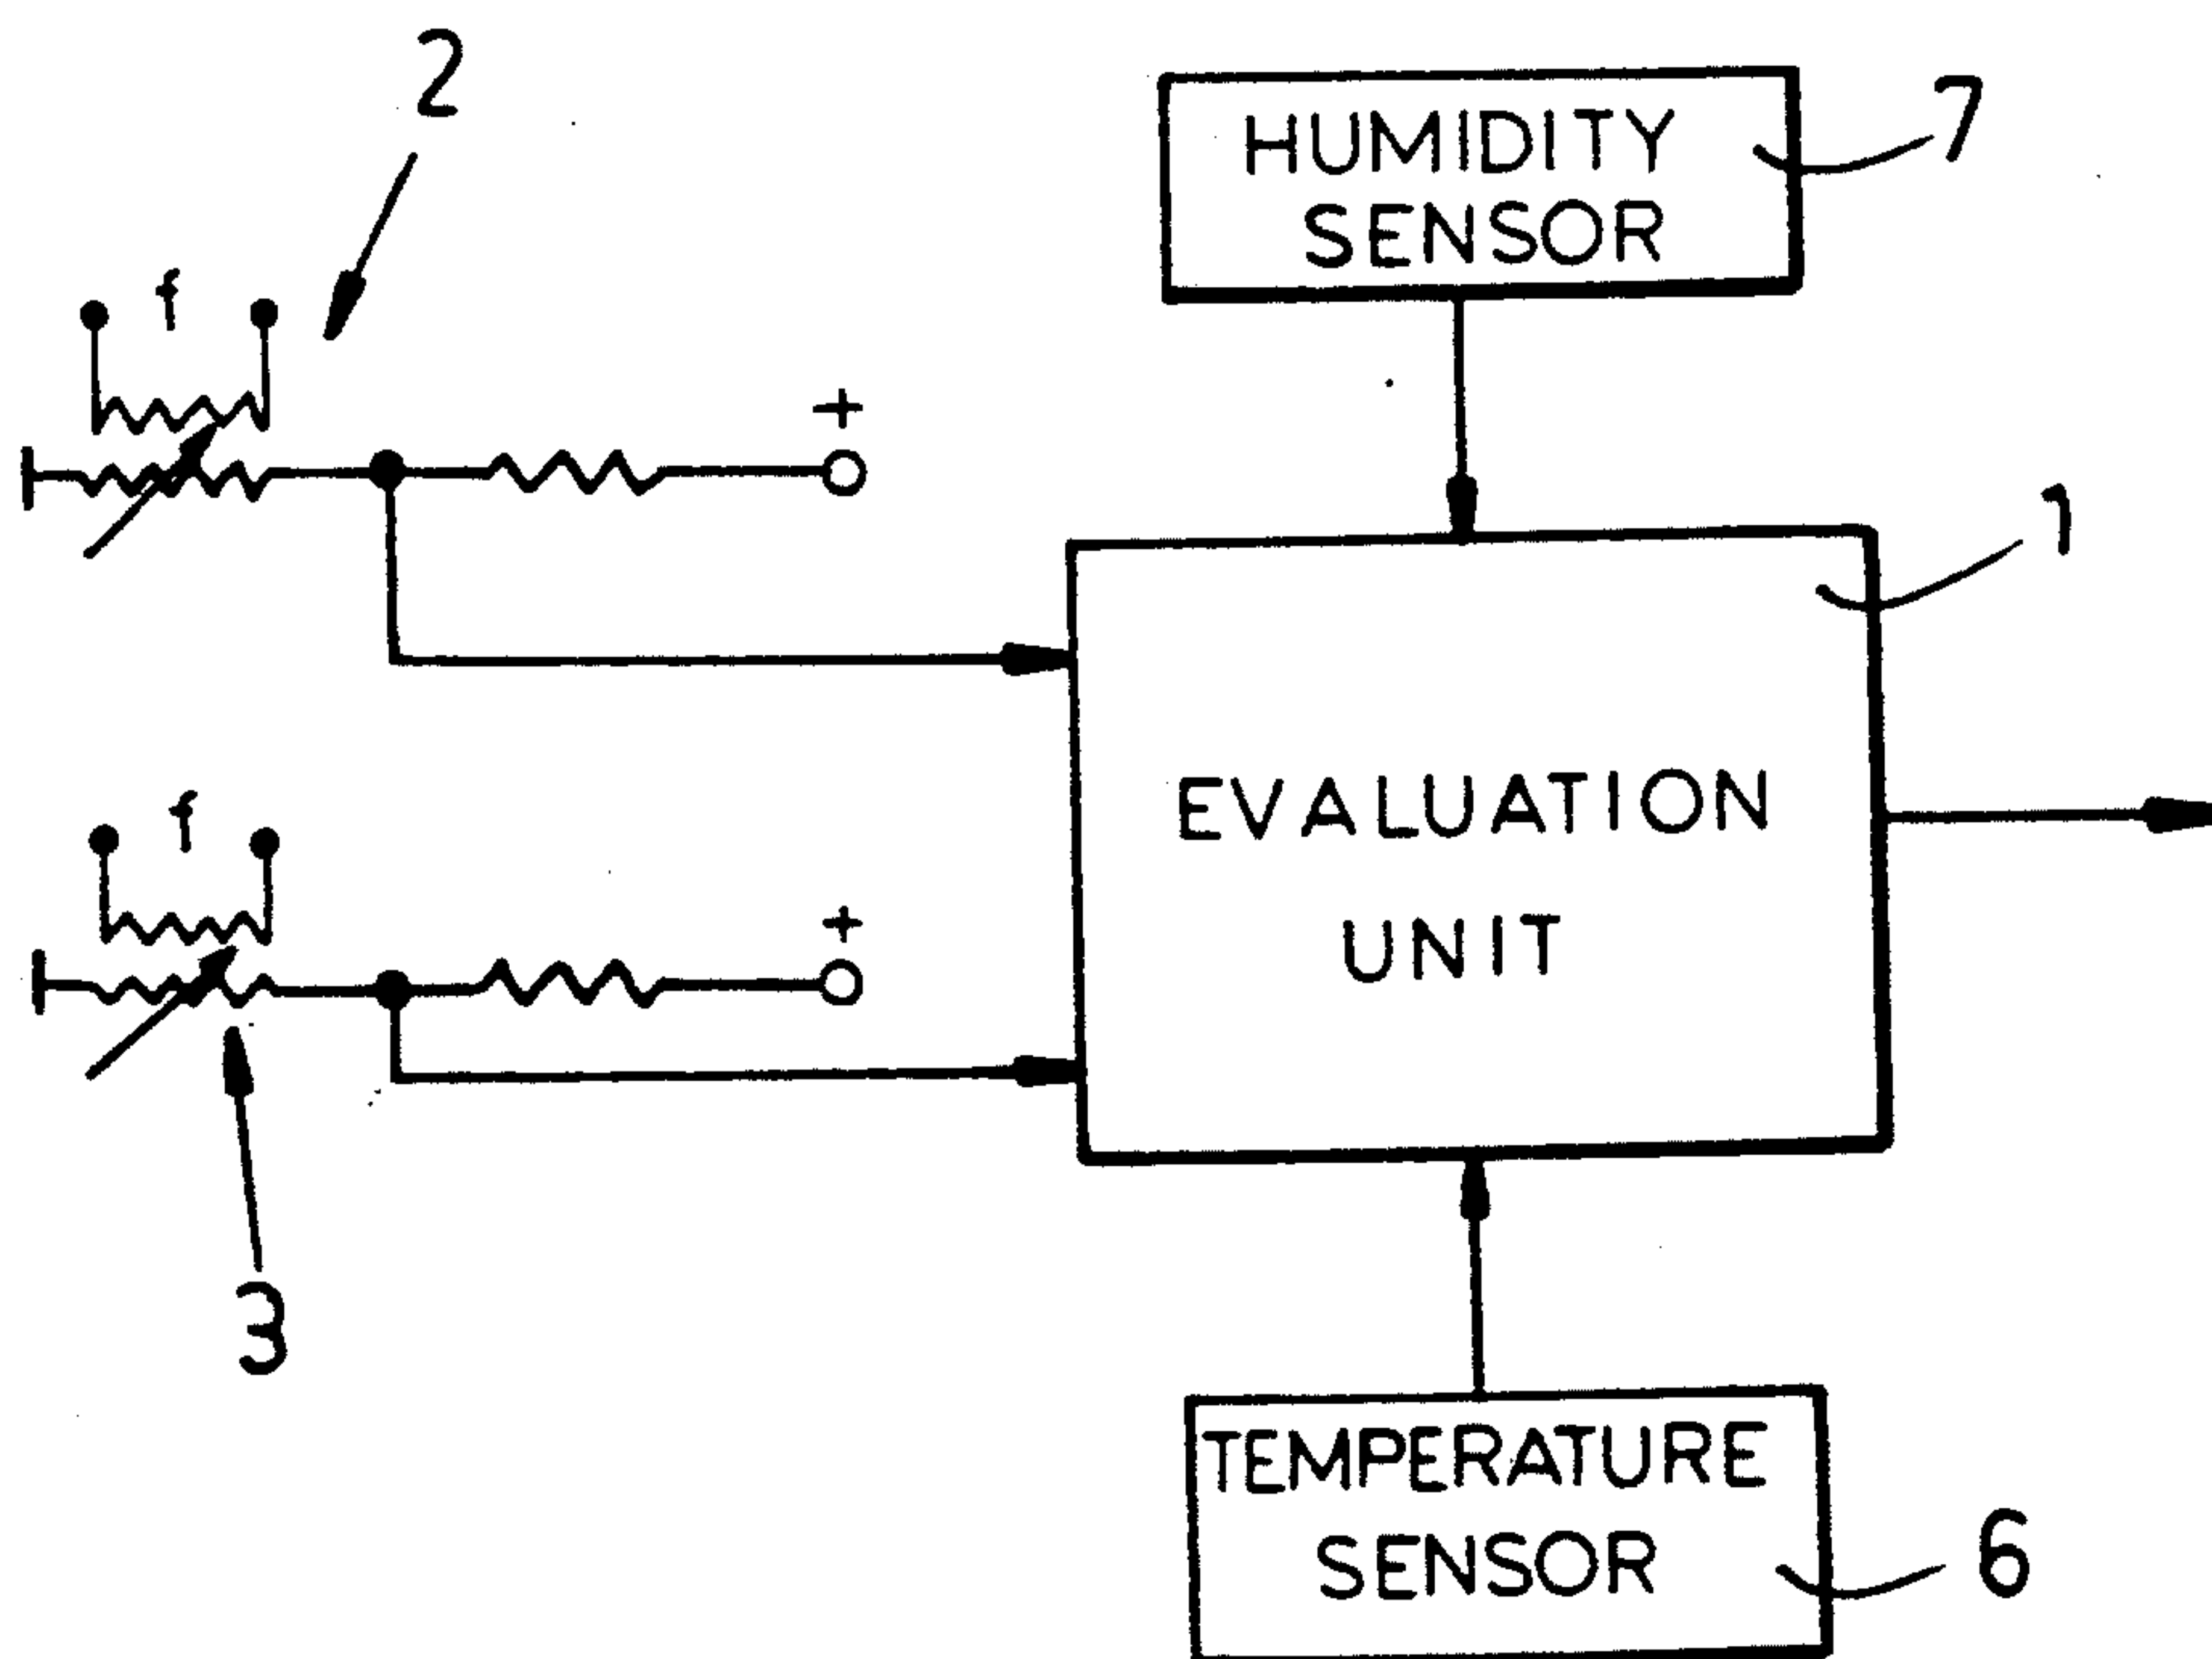 2
HUMIDITY
SENSOR
7
f
+
1
EVALUATION
UNIT
f
+
3
TEMPERATURE
SENSOR
6